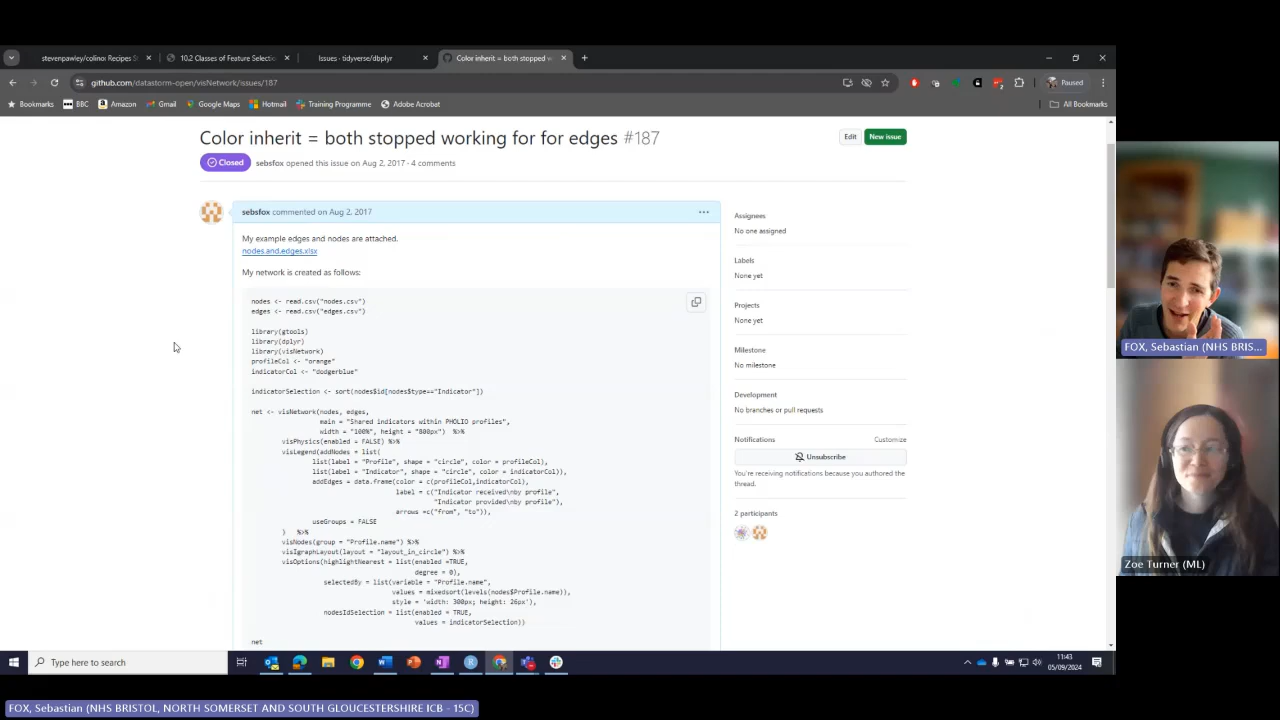 stevenpawley/colino: Recipes S
10.2 Classes of Feature Selectio
Issues · tidyverse/dbplyr
Color inherit = both stopped w
github.com/datastorm-open/visNetwork/issues/187
Paused
Bookmarks
BBC
Amazon
Gmail
Google Maps
Hotmail
Training Programme
Adobe Acrobat
All Bookmarks
Color inherit = both stopped working for for edges #187
Edit
New issue
Closed
sebsfox opened this issue on Aug 2, 2017 · 4 comments
sebsfox commented on Aug 2, 2017
My example edges and nodes are attached.
nodes.and.edges.xlsx
My network is created as follows:
nodes <- read.csv("nodes.csv")
edges <- read.csv("edges.csv")
library(gtools)
library(dplyr)
library(visNetwork)
profileCol <- "orange"
indicatorCol <- "dodgerblue"
indicatorSelection <- sort(nodes$id[nodes$type=="Indicator"])
net <- visNetwork(nodes, edges,
main = "Shared indicators within PHOLIO profiles",
width = "100%", height = "800px") %>%
visPhysics(enabled = FALSE) %>%
visLegend(addNodes = list(
list(label = "Profile", shape = "circle", color = profileCol),
list(label = "Indicator", shape = "circle", color = indicatorCol)),
addEdges = data.frame(color = c(profileCol,indicatorCol),
label = c("Indicator received\nby profile",
"Indicator provided\nby profile"),
arrows =c("from", "to")),
useGroups = FALSE
) %>%
visNodes(group = "Profile.name") %>%
visIgraphLayout(layout = "layout_in_circle") %>%
visOptions(highlightNearest = list(enabled =TRUE,
degree = 0),
selectedBy = list(variable = "Profile.name",
values = mixedsort(levels(nodes$Profile.name)),
style = 'width: 300px; height: 26px'),
nodesIdSelection = list(enabled = TRUE,
values = indicatorSelection))
net
Assignees
No one assigned
Labels
None yet
Projects
None yet
Milestone
No milestone
Development
No branches or pull requests
Notifications
Customize
Unsubscribe
You're receiving notifications because you authored the
thread.
2 participants
FOX, Sebastian (NHS BRIS...
Zoe Turner (ML)
Type here to search
11:43
05/09/2024
FOX, Sebastian (NHS BRISTOL, NORTH SOMERSET AND SOUTH GLOUCESTERSHIRE ICB - 15C)